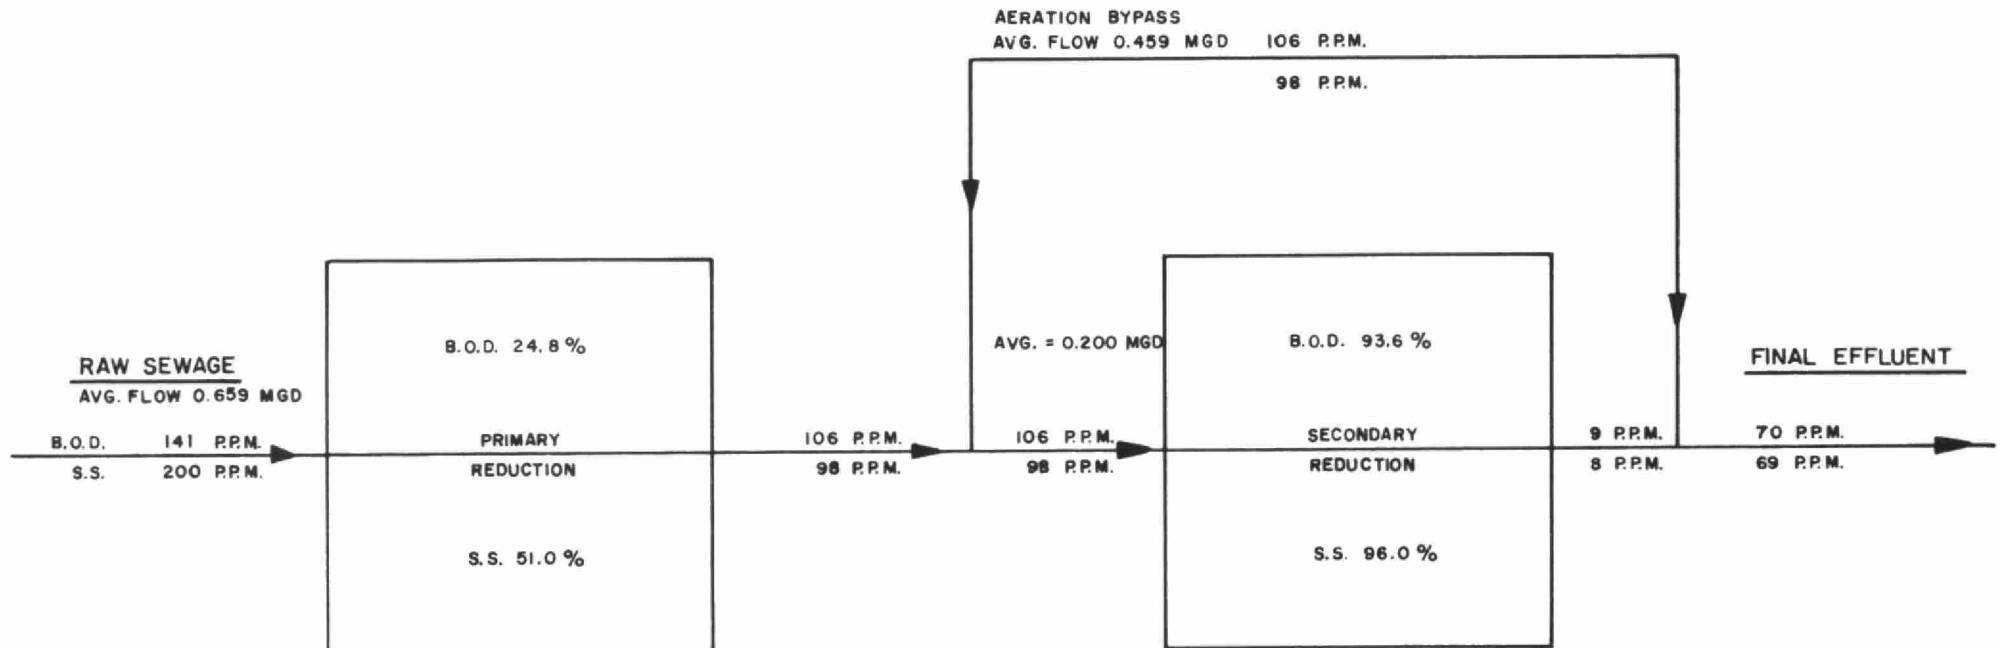 AERATION BYPASS
AVG. FLOW 0.459 MGD 106 P.P.M.
98 P.P.M.
RAW SEWAGE
AVG. FLOW 0.659 MGD
B.O.D. 141 P.P.M.
S.S. 200 P.P.M.
B.O.D. 24.8 %
PRIMARY
REDUCTION
S.S. 51.0 %
106 P.P.M.
98 P.P.M.
AVG. = 0.200 MGD
106 P.P.M.
98 P.P.M.
B.O.D. 93.6 %
SECONDARY
REDUCTION
S.S. 96.0 %
9 P.P.M.
8 P.P.M.
FINAL EFFLUENT
70 P.P.M.
69 P.P.M.